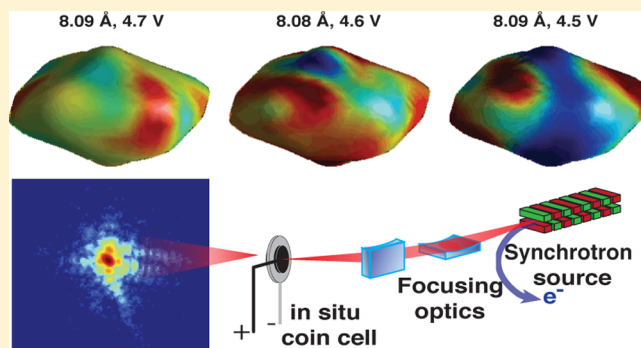 8.09 Å, 4.7 V
8.08 Å, 4.6 V
8.09 Å, 4.5 V
Synchrotron
source
Focusing
optics
e-
in situ
coin cell
+
-